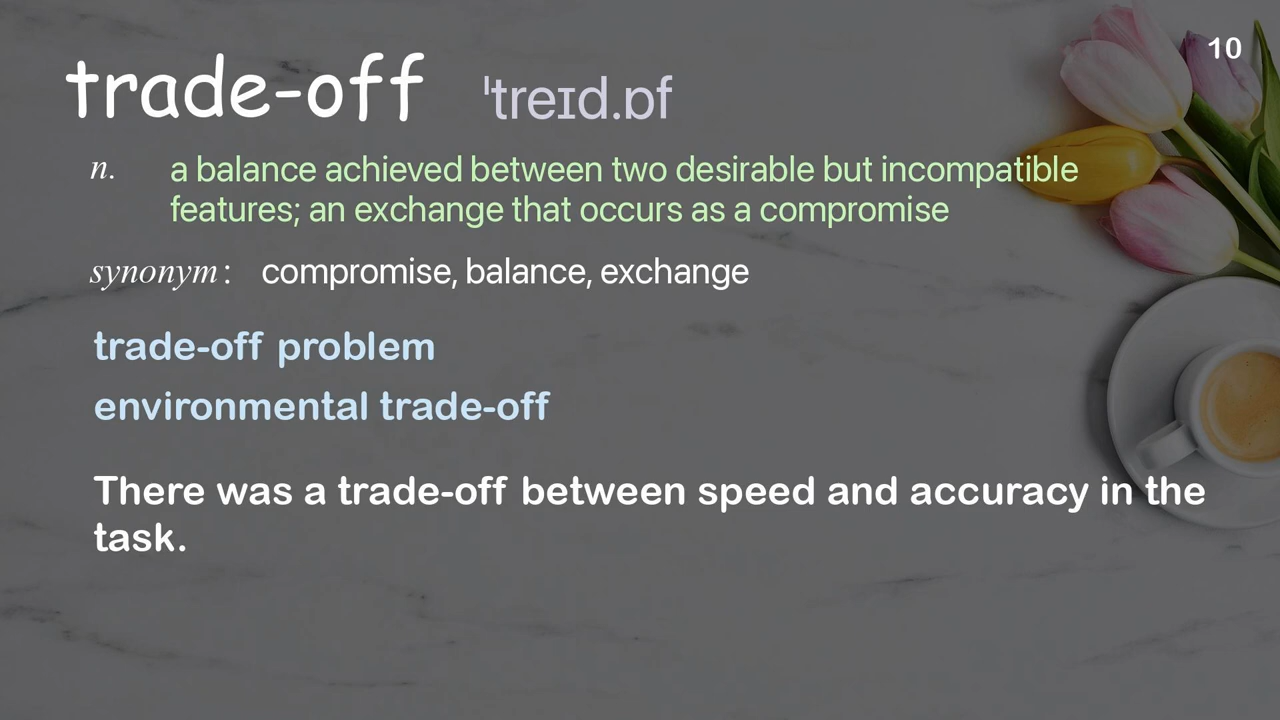 10
trade-off ˈtreɪd.ɒf
n. a balance achieved between two desirable but incompatible
features; an exchange that occurs as a compromise
synonym: compromise, balance, exchange
trade-off problem
environmental trade-off
There was a trade-off between speed and accuracy in the
task.